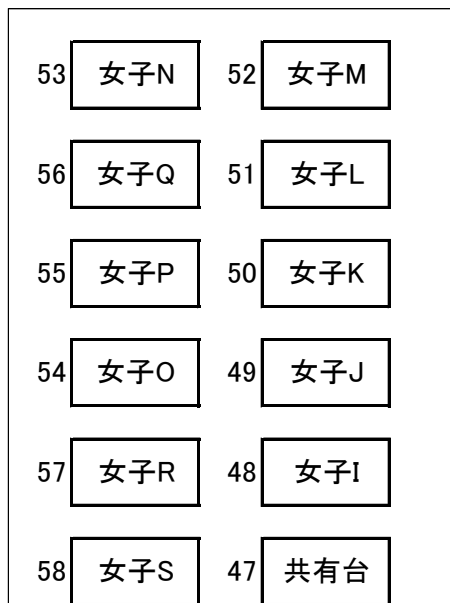 53 女子N 52 女子M
56 女子Q 51 女子L
55 女子P 50 女子K
54 女子O 49 女子J
57 女子R 48 女子I
58 女子S 47 共有台